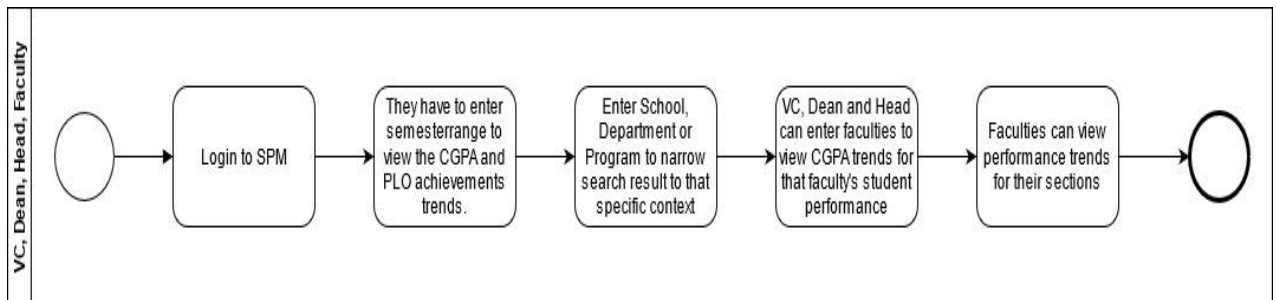 VC, Dean, Head, Faculty
Login to SPM
They have to enter
semesterrange to
view the CGPA and
PLO achievements
trends.
Enter School,
Department or
Program to narrow
search result to that
specific context
VC, Dean and Head
can enter faculties to
view CGPA trends for
that faculty's student
performance
Faculties can view
performance trends
for their sections